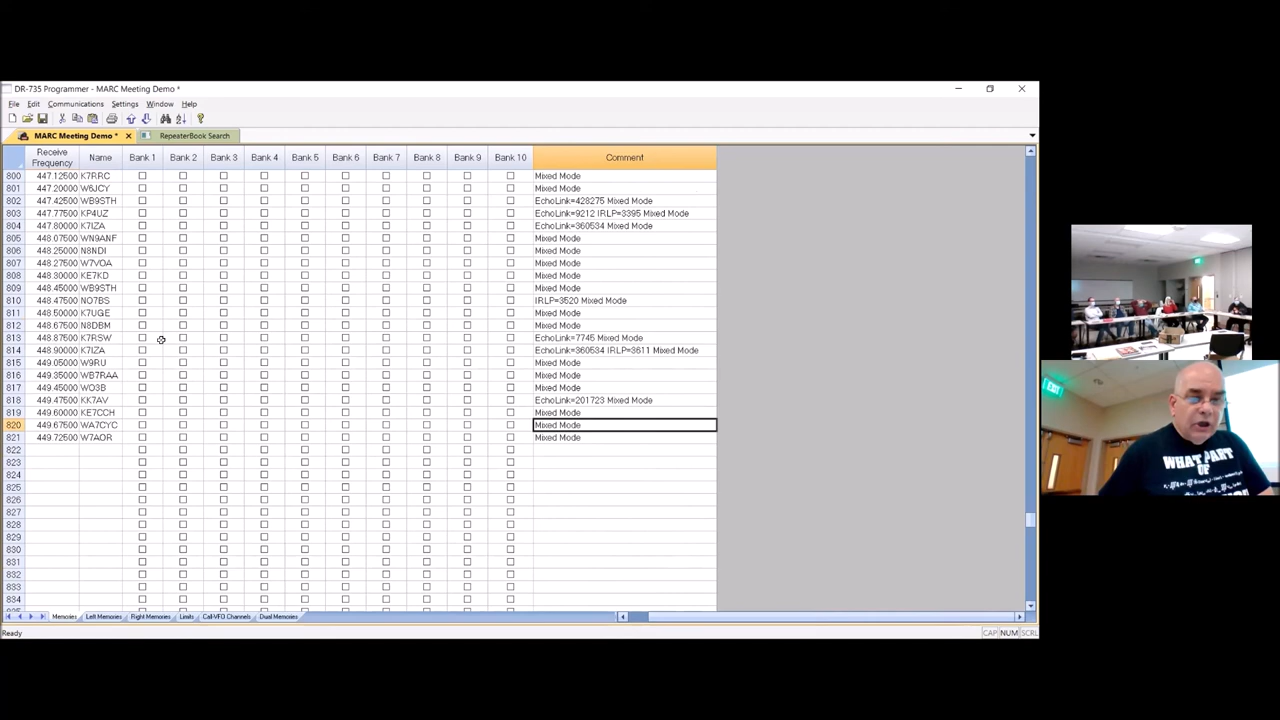 DR-735 Programmer - MARC Meeting Demo *
File Edit Communications Settings Window Help
MARC Meeting Demo * RepeaterBook Search
Receive Frequency Name Bank 1 Bank 2 Bank 3 Bank 4 Bank 5 Bank 6 Bank 7 Bank 8 Bank 9 Bank 10 Comment
800 447.12500 K7RRC Mixed Mode
801 447.20000 W6JCY Mixed Mode
802 447.42500 WB9STH EchoLink=428275 Mixed Mode
803 447.77500 KP4UZ EchoLink=9212 IRLP=3395 Mixed Mode
804 447.80000 K7IZA EchoLink=360534 Mixed Mode
805 448.07500 WN9ANF Mixed Mode
806 448.25000 N8NDI Mixed Mode
807 448.27500 W7VOA Mixed Mode
808 448.30000 KE7KD Mixed Mode
809 448.45000 WB9STH Mixed Mode
810 448.47500 NO7BS IRLP=3520 Mixed Mode
811 448.50000 K7UGE Mixed Mode
812 448.67500 N8DBM Mixed Mode
813 448.87500 K7RSW EchoLink=7745 Mixed Mode
814 448.90000 K7IZA EchoLink=360534 IRLP=3611 Mixed Mode
815 449.05000 W9RU Mixed Mode
816 449.35000 WB7RAA Mixed Mode
817 449.45000 WO3B Mixed Mode
818 449.47500 KK7AV EchoLink=201723 Mixed Mode
819 449.60000 KE7CCH Mixed Mode
820 449.67500 WA7CYC Mixed Mode
821 449.72500 W7AOR Mixed Mode
822
823
824
825
826
827
828
829
830
831
832
833
834
Memories Left Memories Right Memories Limits Call-VFO Channels Dual Memories
Ready CAP NUM SCRL
EXIT
WHAT PART
OF